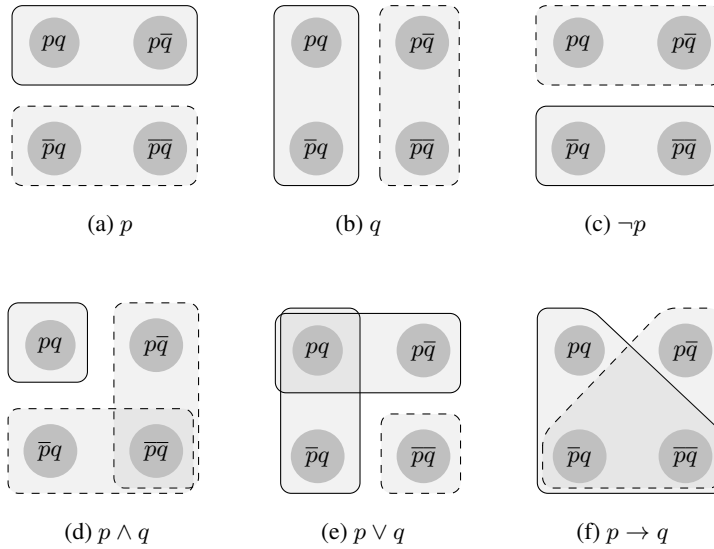 pq pq̅ pq pq̅ pq pq̅
p̅q p̅q̅ p̅q p̅q̅ p̅q p̅q̅
(a) p (b) q (c) ¬p
pq pq̅ pq pq̅ pq pq̅
p̅q p̅q̅ p̅q p̅q̅ p̅q p̅q̅
(d) p ∧ q (e) p ∨ q (f) p → q